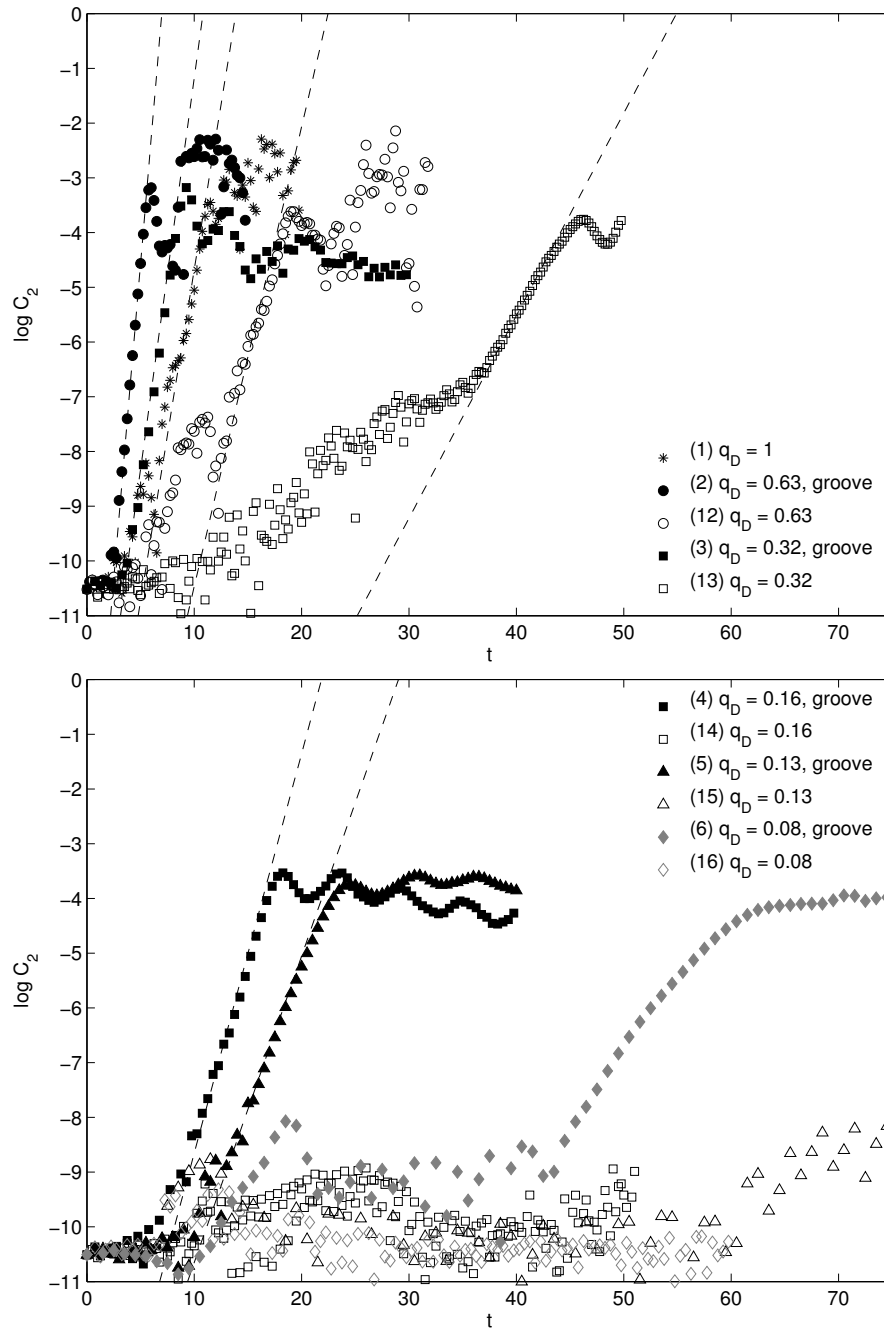 0
−1
−2
−3
−4
−5
−6
−7
−8
−9
−10
−11
log C2
0 10 20 30 40 50 60 70
t
(1) qD = 1
(2) qD = 0.63, groove
(12) qD = 0.63
(3) qD = 0.32, groove
(13) qD = 0.32
0
−1
−2
−3
−4
−5
−6
−7
−8
−9
−10
−11
log C2
0 10 20 30 40 50 60 70
t
(4) qD = 0.16, groove
(14) qD = 0.16
(5) qD = 0.13, groove
(15) qD = 0.13
(6) qD = 0.08, groove
(16) qD = 0.08